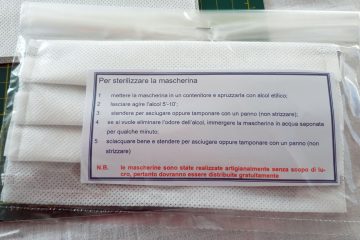 Per sterilizzare la mascherina
1 mettere la mascherina in un contenitore e spruzzarla con alcol etilico;
2 lasciare agire l'alcol 5'-10';
3 stendere per asciugare oppure tamponare con un panno (non strizzare);
4 se si vuole eliminare l'odore dell'alcol, immergere la mascherina in acqua saponata
per qualche minuto;
5 sciacquare bene e stendere per asciugare oppure tamponare con un panno (non
strizzare)
N.B. le mascherine sono state realizzate artigianalmente senza scopo di lu-
cro, pertanto dovranno essere distribuite gratuitamente